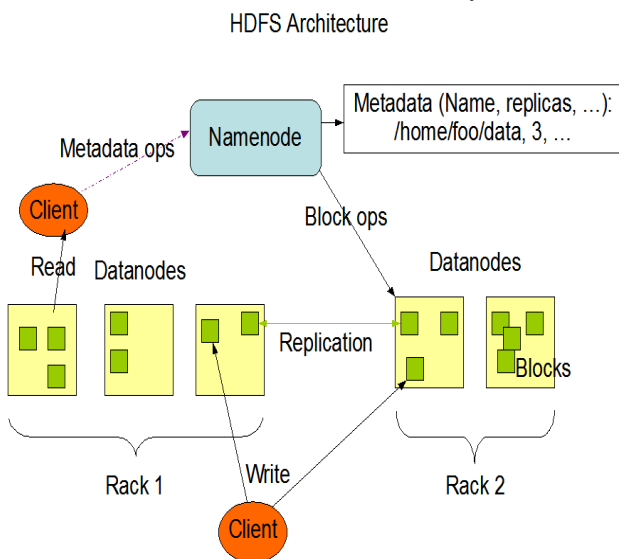 HDFS Architecture
Metadata (Name, replicas, ...):
/home/foo/data, 3, ...
Namenode
Metadata ops
Client
Block ops
Read
Datanodes
Datanodes
Replication
Blocks
Rack 1
Write
Rack 2
Client